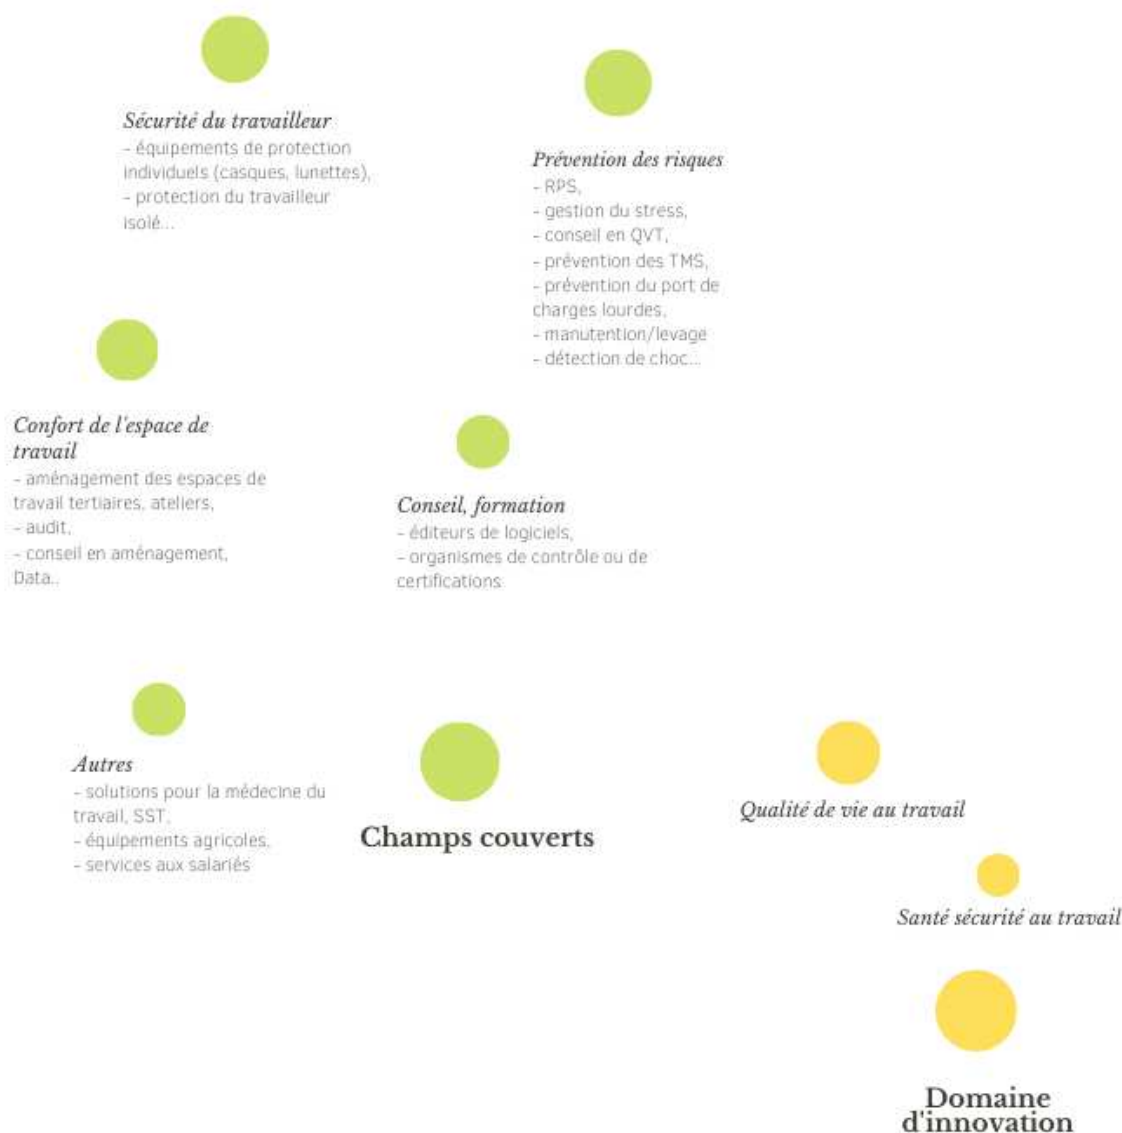 Sécurité du travailleur
- équipements de protection
individuels (casques, lunettes),
- protection du travailleur
isolé...
Prévention des risques
- RPS,
- gestion du stress,
- conseil en QVT,
- prévention des TMS,
- prévention du port de
charges lourdes,
- manutention/levage
- détection de choc...
Confort de l'espace de
travail
- aménagement des espaces de
travail tertiaires, ateliers,
- audit,
- conseil en aménagement,
Data..
Conseil, formation
- éditeurs de logiciels,
- organismes de contrôle ou de
certifications
Autres
- solutions pour la médecine du
travail, SST,
- équipements agricoles,
- services aux salariés
Champs couverts
Qualité de vie au travail
Santé sécurité au travail
Domaine
d'innovation